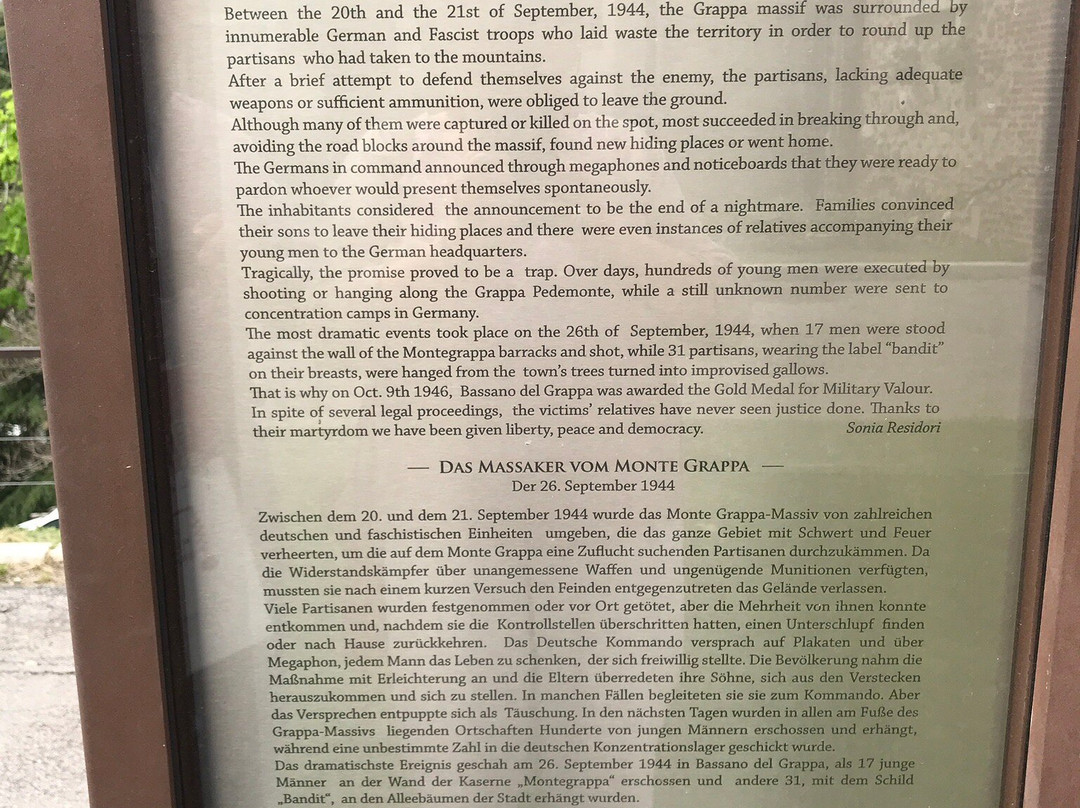 Between the 20th and the 21st of September, 1944, the Grappa massif was surrounded by
innumerable German and Fascist troops who laid waste the territory in order to round up the
partisans who had taken to the mountains.
After a brief attempt to defend themselves against the enemy, the partisans, lacking adequate
weapons or sufficient ammunition, were obliged to leave the ground.
Although many of them were captured or killed on the spot, most succeeded in breaking through and,
avoiding the road blocks around the massif, found new hiding places or went home.
The Germans in command announced through megaphones and noticeboards that they were ready to
pardon whoever would present themselves spontaneously.
The inhabitants considered the announcement to be the end of a nightmare. Families convinced
their sons to leave their hiding places and there were even instances of relatives accompanying their
young men to the German headquarters.
Tragically, the promise proved to be a trap. Over days, hundreds of young men were executed by
shooting or hanging along the Grappa Pedemonte, while a still unknown number were sent to
concentration camps in Germany.
The most dramatic events took place on the 26th of September, 1944, when 17 men were stood
against the wall of the Montegrappa barracks and shot, while 31 partisans, wearing the label “bandit”
on their breasts, were hanged from the town’s trees turned into improvised gallows.
That is why on Oct. 9th 1946, Bassano del Grappa was awarded the Gold Medal for Military Valour.
In spite of several legal proceedings, the victims’ relatives have never seen justice done. Thanks to
their martyrdom we have been given liberty, peace and democracy. Sonia Residori
— DAS MASSAKER VOM MONTE GRAPPA —
Der 26. September 1944
Zwischen dem 20. und dem 21. September 1944 wurde das Monte Grappa-Massiv von zahlreichen
deutschen und faschistischen Einheiten umgeben, die das ganze Gebiet mit Schwert und Feuer
verheerten, um die auf dem Monte Grappa eine Zuflucht suchenden Partisanen durchzukämmen. Da
die Widerstandskämpfer über unangemessene Waffen und ungenügende Munitionen verfügten,
mussten sie nach einem kurzen Versuch den Feinden entgegenzutreten das Gelände verlassen.
Viele Partisanen wurden festgenommen oder vor Ort getötet, aber die Mehrheit von ihnen konnte
entkommen und, nachdem sie die Kontrollstellen überschritten hatten, einen Unterschlupf finden
oder nach Hause zurückkehren. Das Deutsche Kommando versprach auf Plakaten und über
Megaphon, jedem Mann das Leben zu schenken, der sich freiwillig stellte. Die Bevölkerung nahm die
Maßnahme mit Erleichterung an und die Eltern überredeten ihre Söhne, sich aus den Verstecken
herauszukommen und sich zu stellen. In manchen Fällen begleiteten sie sie zum Kommando. Aber
das Versprechen entpuppte sich als Täuschung. In den nächsten Tagen wurden in allen am Fuße des
Grappa-Massivs liegenden Ortschaften Hunderte von jungen Männern erschossen und erhängt,
während eine unbestimmte Zahl in die deutschen Konzentrationslager geschickt wurde.
Das dramatischste Ereignis geschah am 26. September 1944 in Bassano del Grappa, als 17 junge
Männer an der Wand der Kaserne „Montegrappa“ erschossen und andere 31, mit dem Schild
„Bandit“, an den Alleebäumen der Stadt erhängt wurden.